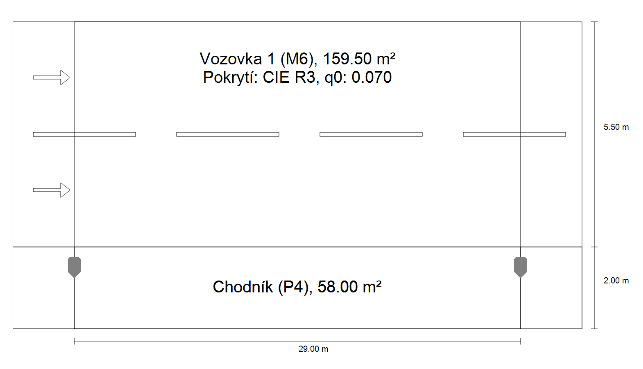 Vozovka 1 (M6), 159.50 m²
Pokrytí: CIE R3, q0: 0.070
5.50 m
Chodník (P4), 58.00 m²
2.00 m
29.00 m